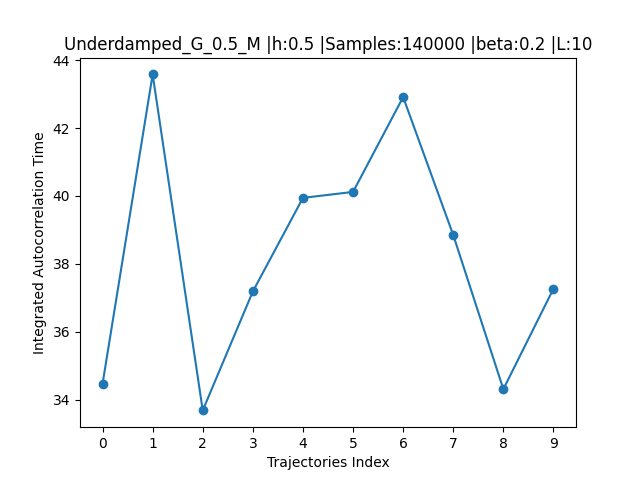 Underdamped_G_0.5_M |h:0.5 |Samples:140000 |beta:0.2 |L:10
44
42
40
38
36
34
Integrated Autocorrelation Time
0 1 2 3 4 5 6 7 8 9
Trajectories Index